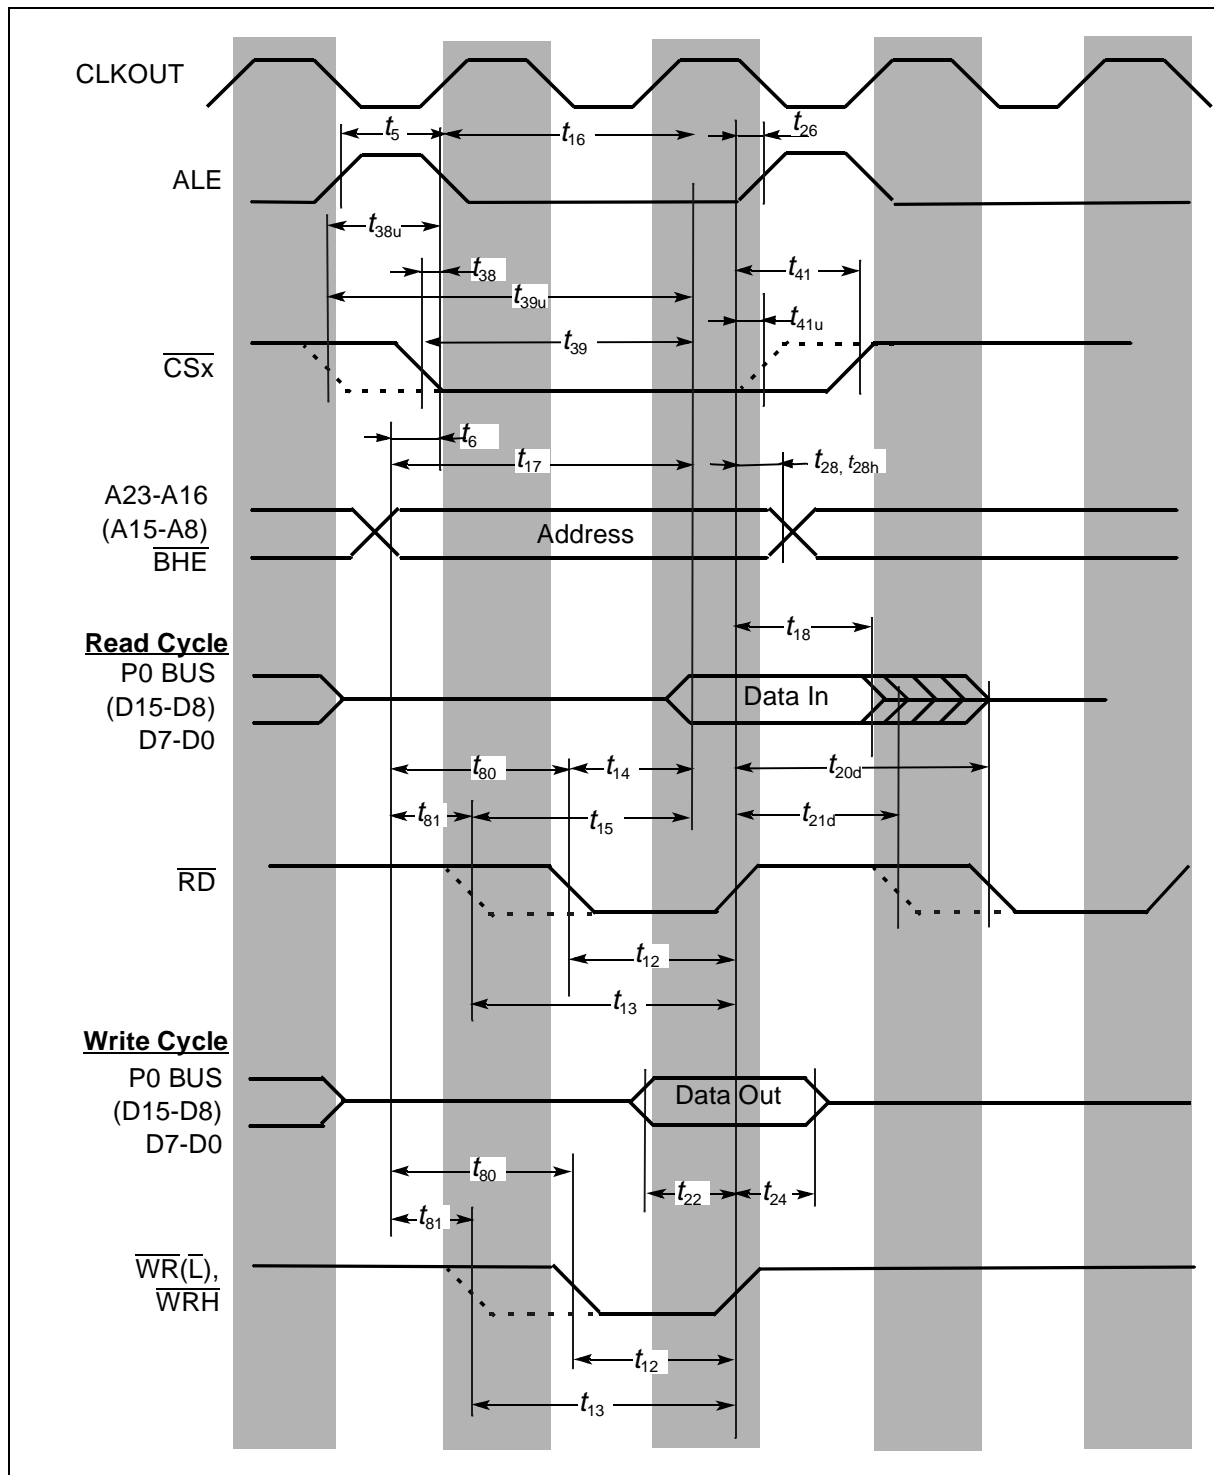 CLKOUT
t5 t16 t26
ALE
t38u
t38 t41
t39u
t41u
t39
CSx
t6
t17 t28, t28h
A23-A16
(A15-A8) Address
BHE
t18
Read Cycle
P0 BUS
(D15-D8) Data In
D7-D0
t80 t14 t20d
t81 t15 t21d
RD
t12
t13
Write Cycle
P0 BUS
(D15-D8) Data Out
D7-D0
t80
t22 t24
t81
WR(L),
WRH
t12
t13